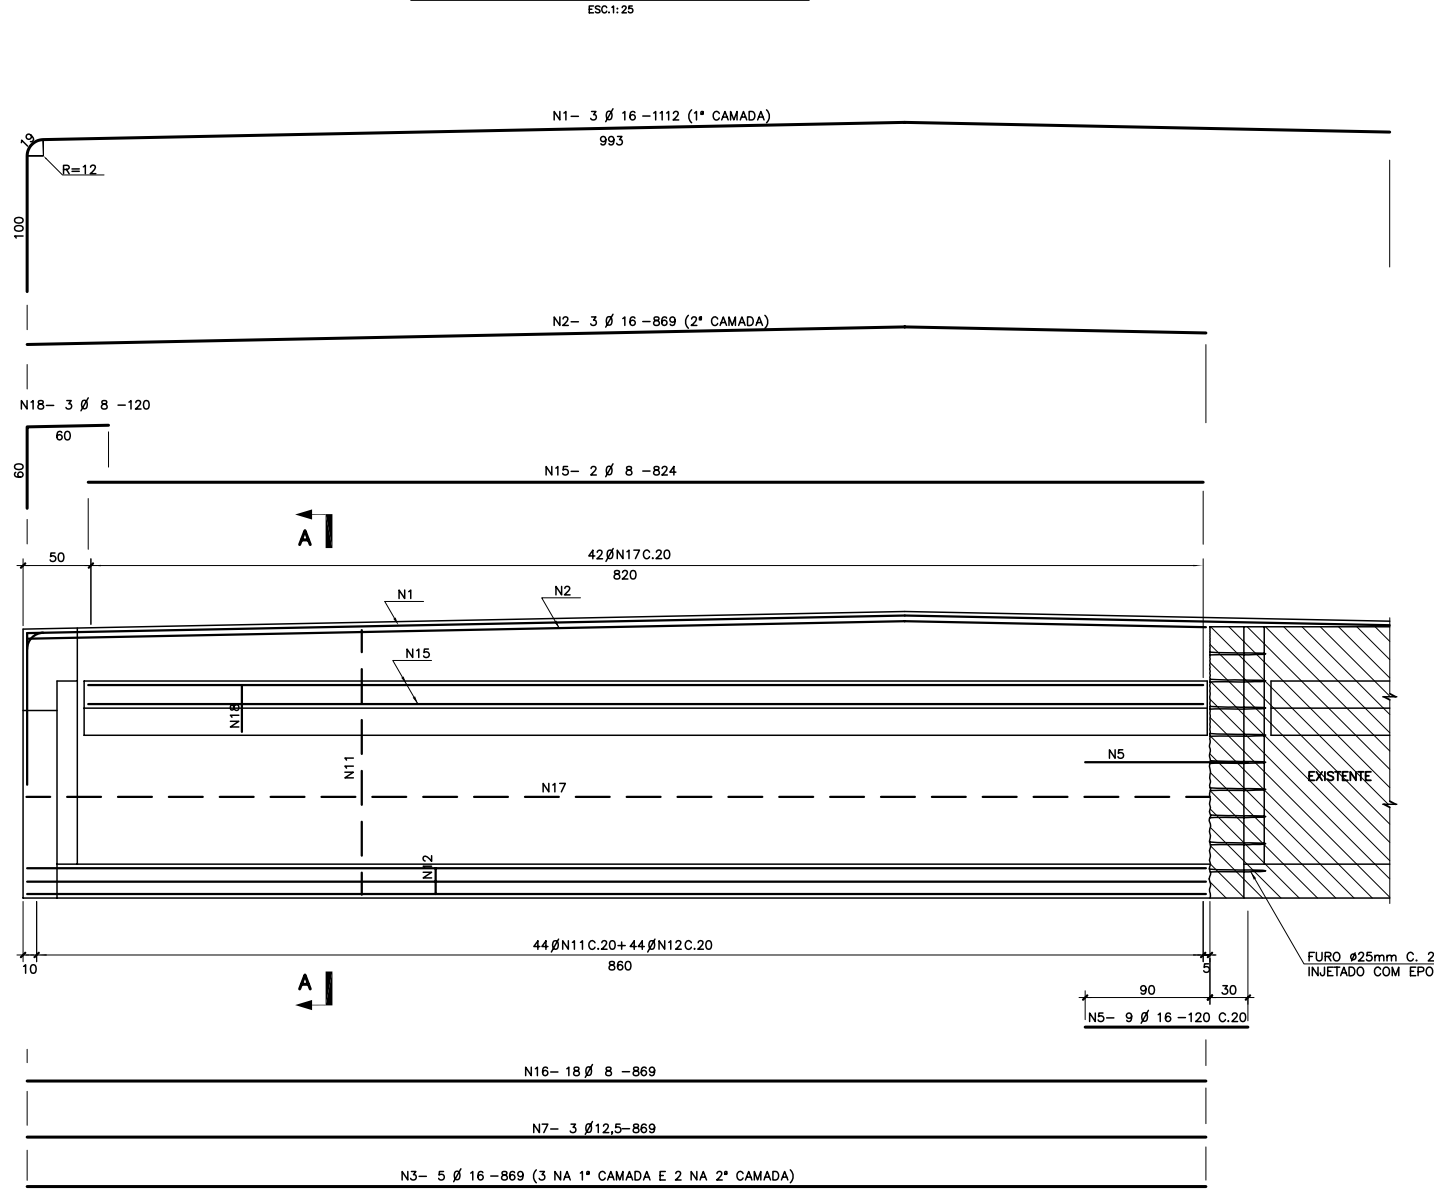 ESC.1:25
N1- 3 Ø 16 -1112 (1ª CAMADA)
993
19
R=12
100
N2- 3 Ø 16 -869 (2ª CAMADA)
N18- 3 Ø 8 -120
60
60
N15- 2 Ø 8 -824
A
50
42ØN17C.20
820
N1
N2
N15
N18
N11
N5
EXISTENTE
N17
N12
44ØN11C.20+44ØN12C.20
10
860
5
A
FURO ø25mm C. 2
INJETADO COM EPO
90
30
N5- 9 Ø 16 -120 C.20
N16- 18Ø 8 -869
N7- 3 Ø12,5-869
N3- 5 Ø 16 -869 (3 NA 1ª CAMADA E 2 NA 2ª CAMADA)